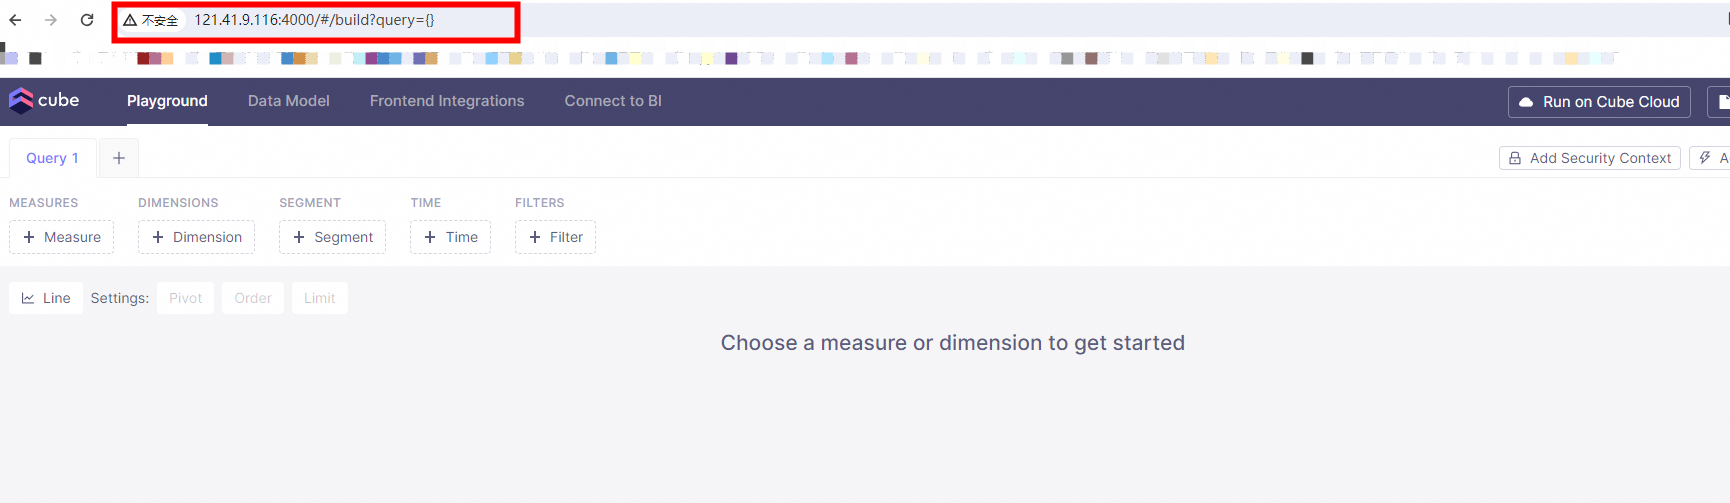 不安全 121.41.9.116:4000/#/build?query={}
cube Playground Data Model Frontend Integrations Connect to BI Run on Cube Cloud
Query 1 + Add Security Context
MEASURES DIMENSIONS SEGMENT TIME FILTERS
+ Measure + Dimension + Segment + Time + Filter
Line Settings: Pivot Order Limit
Choose a measure or dimension to get started